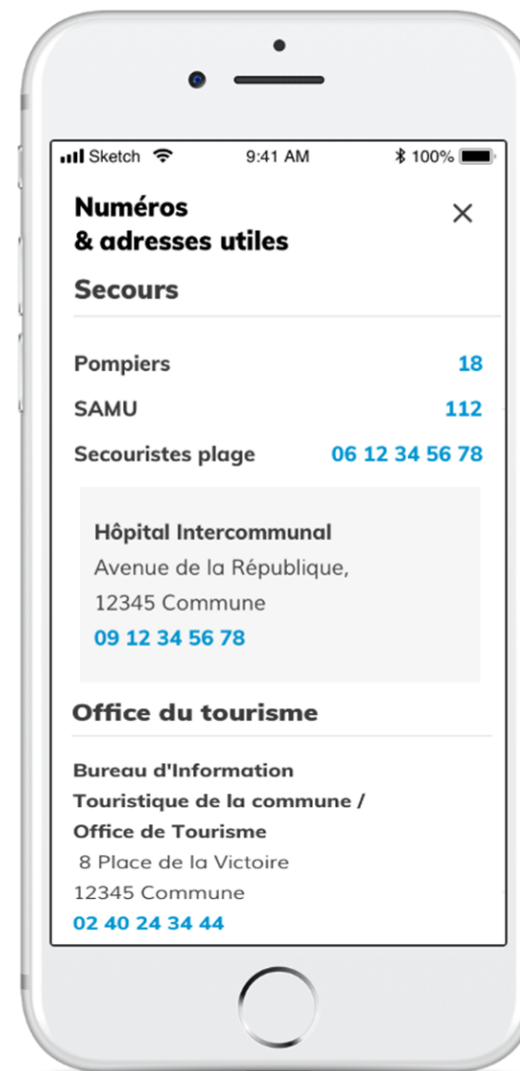 Sketch 9:41 AM 100%
Numéros
& adresses utiles
Secours
Pompiers 18
SAMU 112
Secouristes plage 06 12 34 56 78
Hôpital Intercommunal
Avenue de la République,
12345 Commune
09 12 34 56 78
Office du tourisme
Bureau d'Information
Touristique de la commune /
Office de Tourisme
8 Place de la Victoire
12345 Commune
02 40 24 34 44